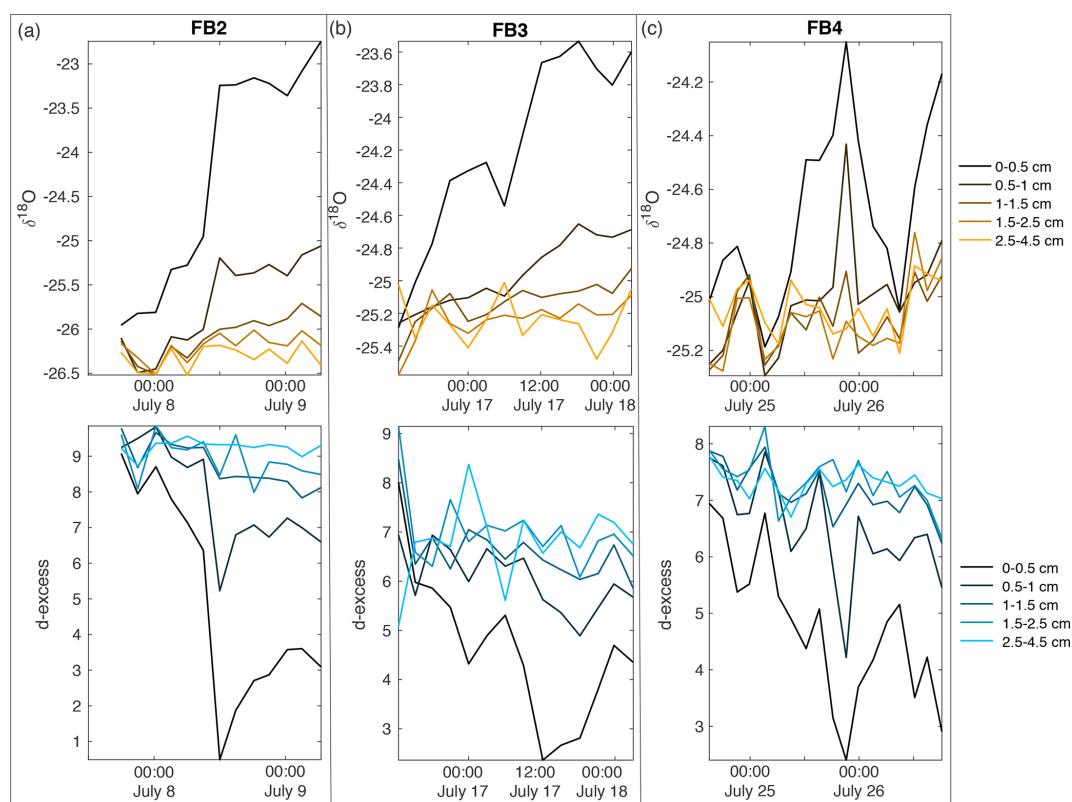 (a)
FB2
-23
-23.5
-24
-24.5
-25
-25.5
-26
-26.5
δ18O
00:00
July 8
00:00
July 9
(b)
FB3
-23.6
-23.8
-24
-24.2
-24.4
-24.6
-24.8
-25
-25.2
-25.4
00:00
July 17
12:00
July 17
00:00
July 18
(c)
FB4
-24.2
-24.4
-24.6
-24.8
-25
-25.2
δ18O
00:00
July 25
00:00
July 26
0-0.5 cm
0.5-1 cm
1-1.5 cm
1.5-2.5 cm
2.5-4.5 cm
9
8
7
6
5
4
3
2
1
d-excess
00:00
July 8
00:00
July 9
9
8
7
6
5
4
3
d-excess
00:00
July 17
12:00
July 17
00:00
July 18
8
7
6
5
4
3
d-excess
00:00
July 25
00:00
July 26
0-0.5 cm
0.5-1 cm
1-1.5 cm
1.5-2.5 cm
2.5-4.5 cm